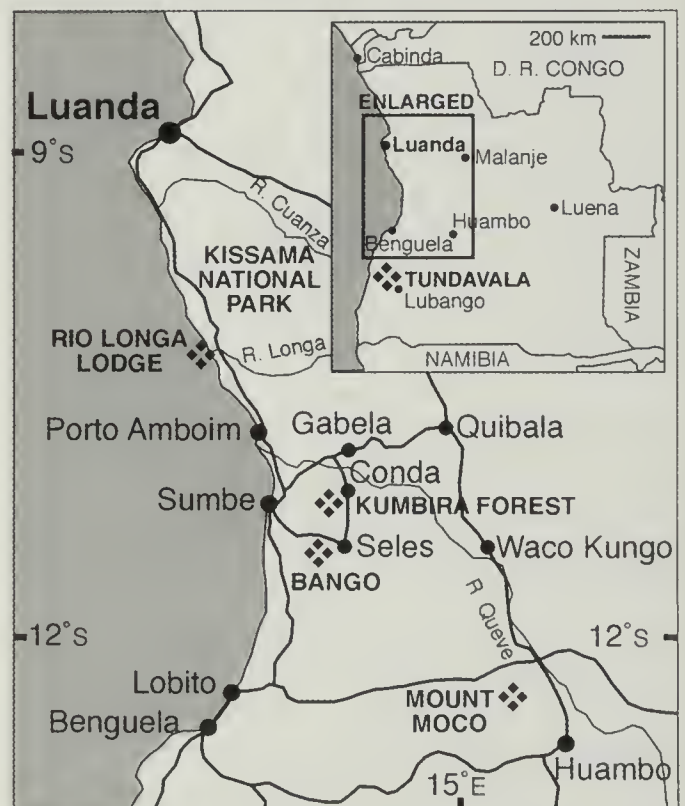 200 km
Cabinda
D. R. CONGO
ENLARGED
Luanda
Malanje
Luena
Huambo
Benguela
TUNDAVALA
Lubango
ZAMBIA
NAMIBIA
Luanda
9°S
R. Cuanza
KISSAMA
NATIONAL
PARK
RIO LONGA
LODGE
R. Longa
Porto Amboim
Gabela
Quibala
Conda
Sumbe
KUMBIRA FOREST
Seles
Waco Kungo
BANGO
R Queve
12°S
12°S
Lobito
MOUNT
MOCO
Benguela
15°E
Huambo